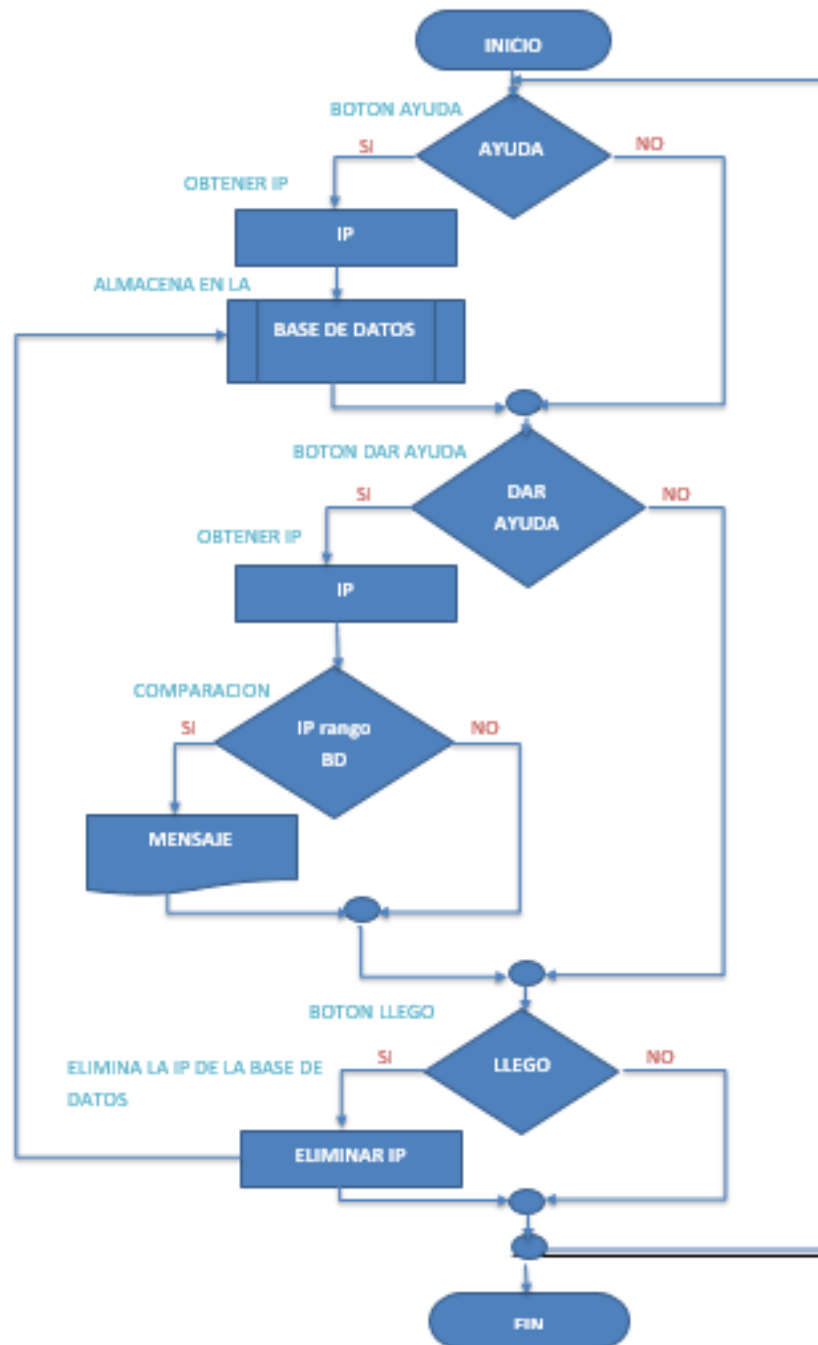 INICIO
BOTON AYUDA
SI
AYUDA
NO
OBTENER IP
IP
ALMACENA EN LA
BASE DE DATOS
BOTON DAR AYUDA
SI
DAR
AYUDA
NO
OBTENER IP
IP
COMPARACION
SI
IP rango
BD
NO
MENSAJE
BOTON LLEGO
SI
LLEGO
NO
ELIMINA LA IP DE LA BASE DE
DATOS
ELIMINAR IP
FIN